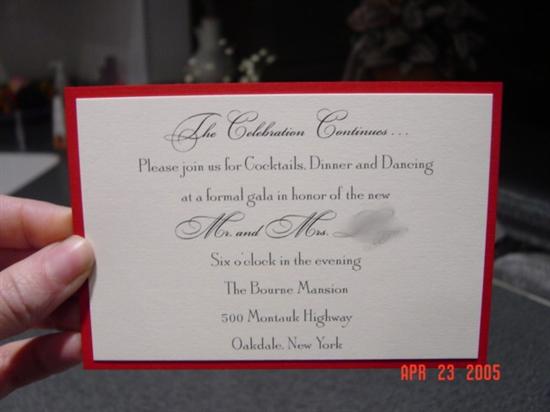 The Celebration Continues...
Please join us for Cocktails, Dinner and Dancing
at a formal gala in honor of the new
Mr. and Mrs.
Six o'clock in the evening
The Bourne Mansion
500 Montauk Highway
Oakdale, New York
APR 23 2005